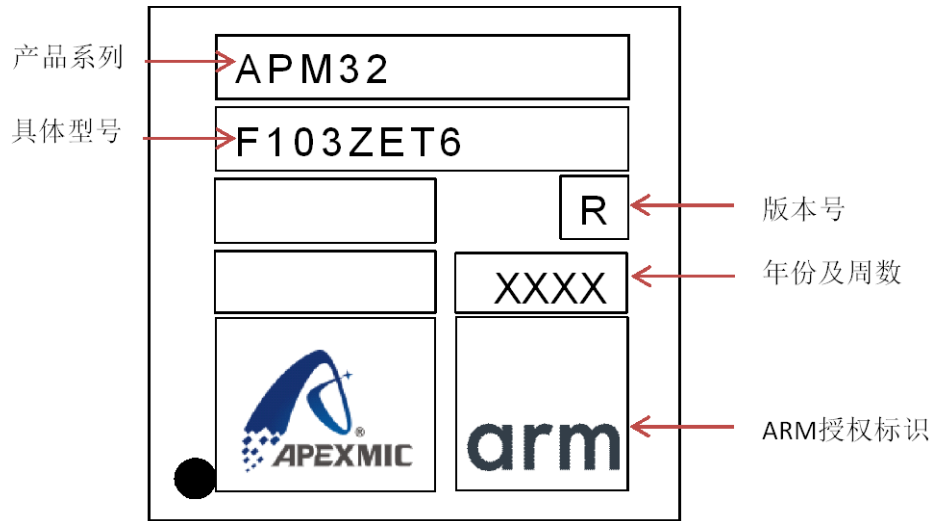 产品系列
APM32
具体型号
F103ZET6
R
版本号
XXXX
年份及周数
APEXMIC
®
arm
ARM授权标识